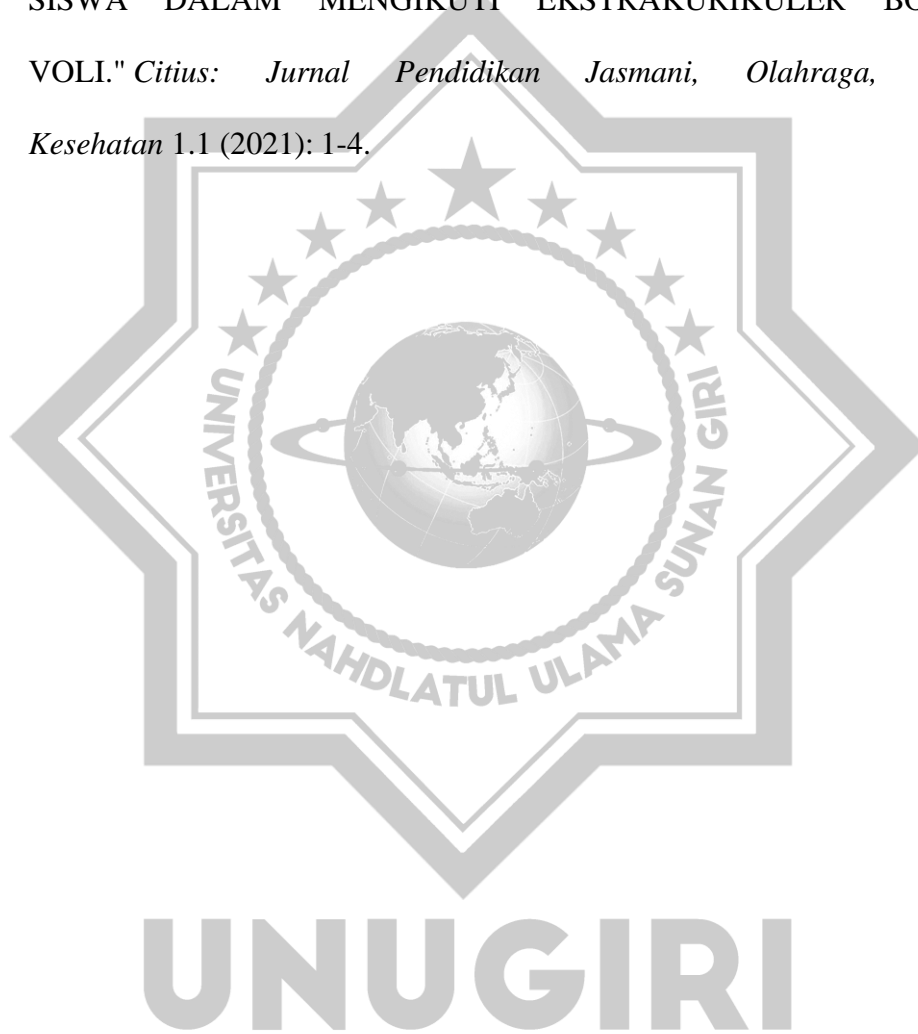 SISWA DALAM MENGIKUTI EKSTRAKURIKULER
VOLI." Citius: Jurnal Pendidikan Jasmani, Olahraga,
Kesehatan 1.1 (2021): 1-4.
UNIVERSITAS NAHDLATUL ULAMA SUNAN GIRI
UNUGIRI